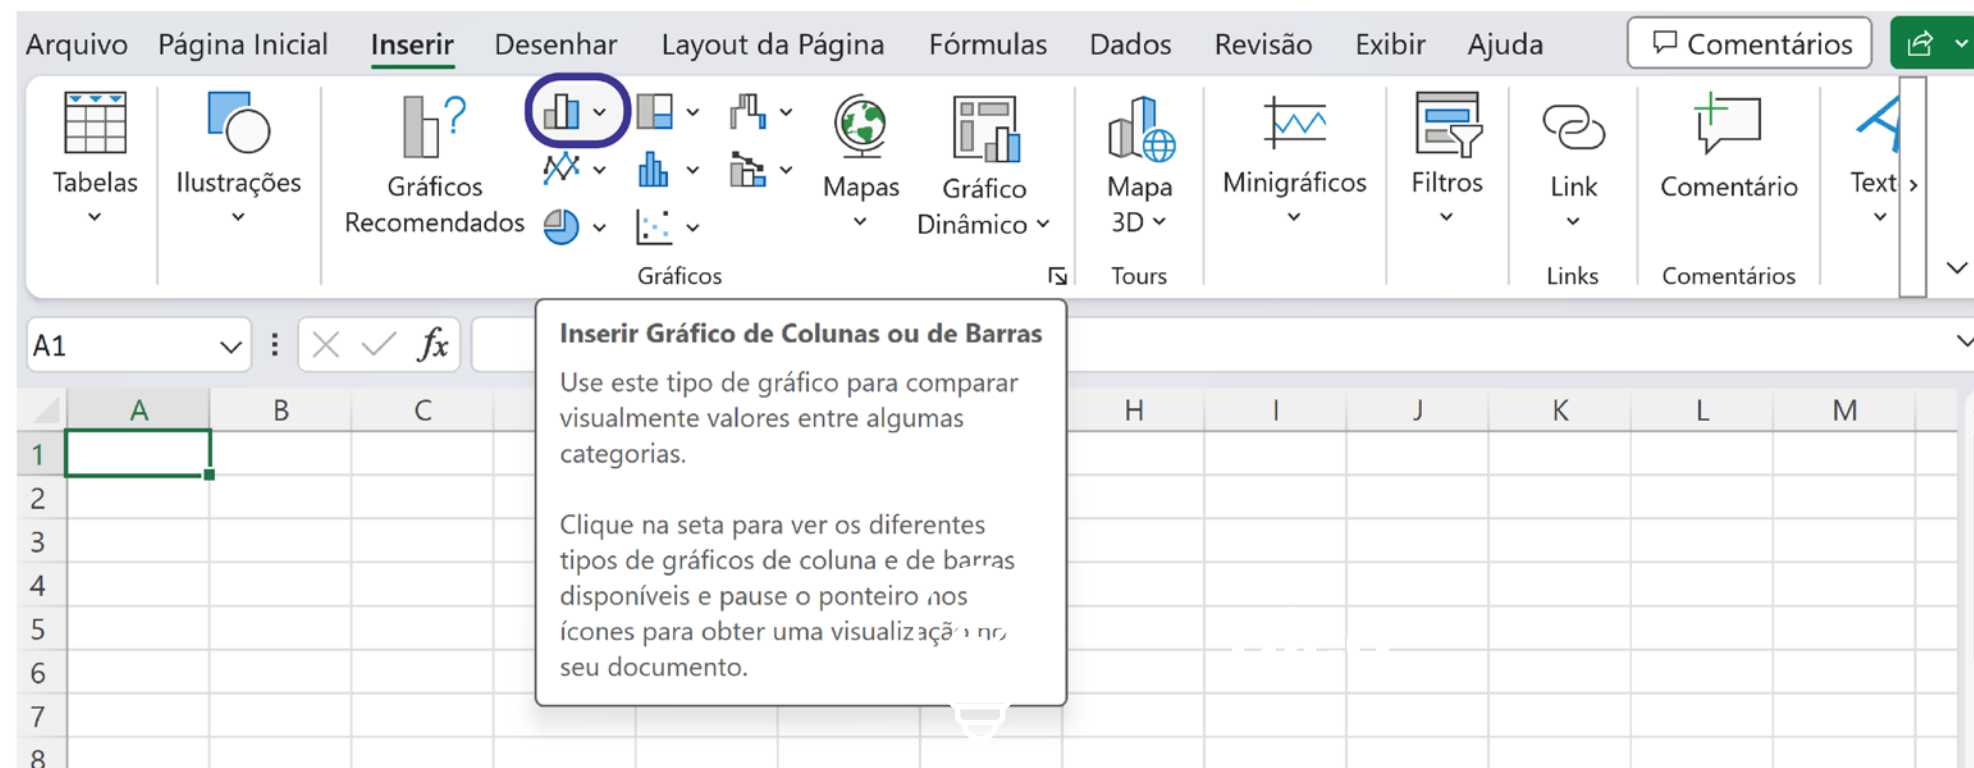 Arquivo Página Inicial Inserir Desenhar Layout da Página Fórmulas Dados Revisão Exibir Ajuda Comentários
Tabelas
Ilustrações
Gráficos
Recomendados
Mapas
Gráfico
Dinâmico
Mapa
3D
Minigráficos
Filtros
Link
Comentário
Text
Gráficos
Tours
Links
Comentários
A1
fx
Inserir Gráfico de Colunas ou de Barras
Use este tipo de gráfico para comparar
visualmente valores entre algumas
categorias.
Clique na seta para ver os diferentes
tipos de gráficos de coluna e de barras
disponíveis e pause o ponteiro nos
ícones para obter uma visualização no
seu documento.
A B C H I J K L M
1
2
3
4
5
6
7
8